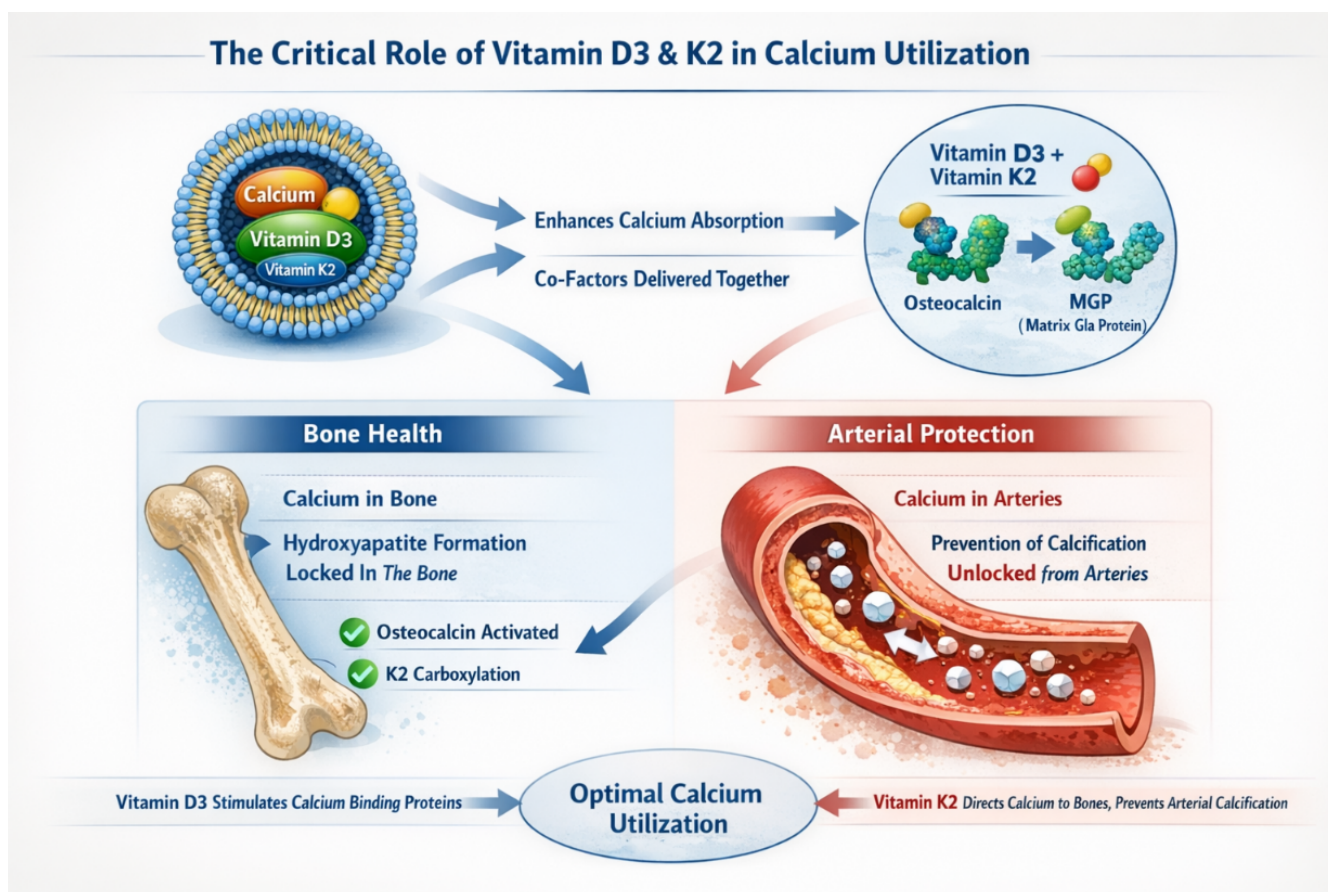 The Critical Role of Vitamin D3 & K2 in Calcium Utilization
Calcium
Vitamin D3
Vitamin K2
Enhances Calcium Absorption
Co-Factors Delivered Together
Vitamin D3 +
Vitamin K2
Osteocalcin
MGP
(Matrix Gla Protein)
Bone Health
Calcium in Bone
Hydroxyapatite Formation
Locked In The Bone
Osteocalcin Activated
K2 Carboxylation
Arterial Protection
Calcium in Arteries
Prevention of Calcification
Unlocked from Arteries
Vitamin D3 Stimulates Calcium Binding Proteins
Optimal Calcium
Utilization
Vitamin K2 Directs Calcium to Bones, Prevents Arterial Calcification